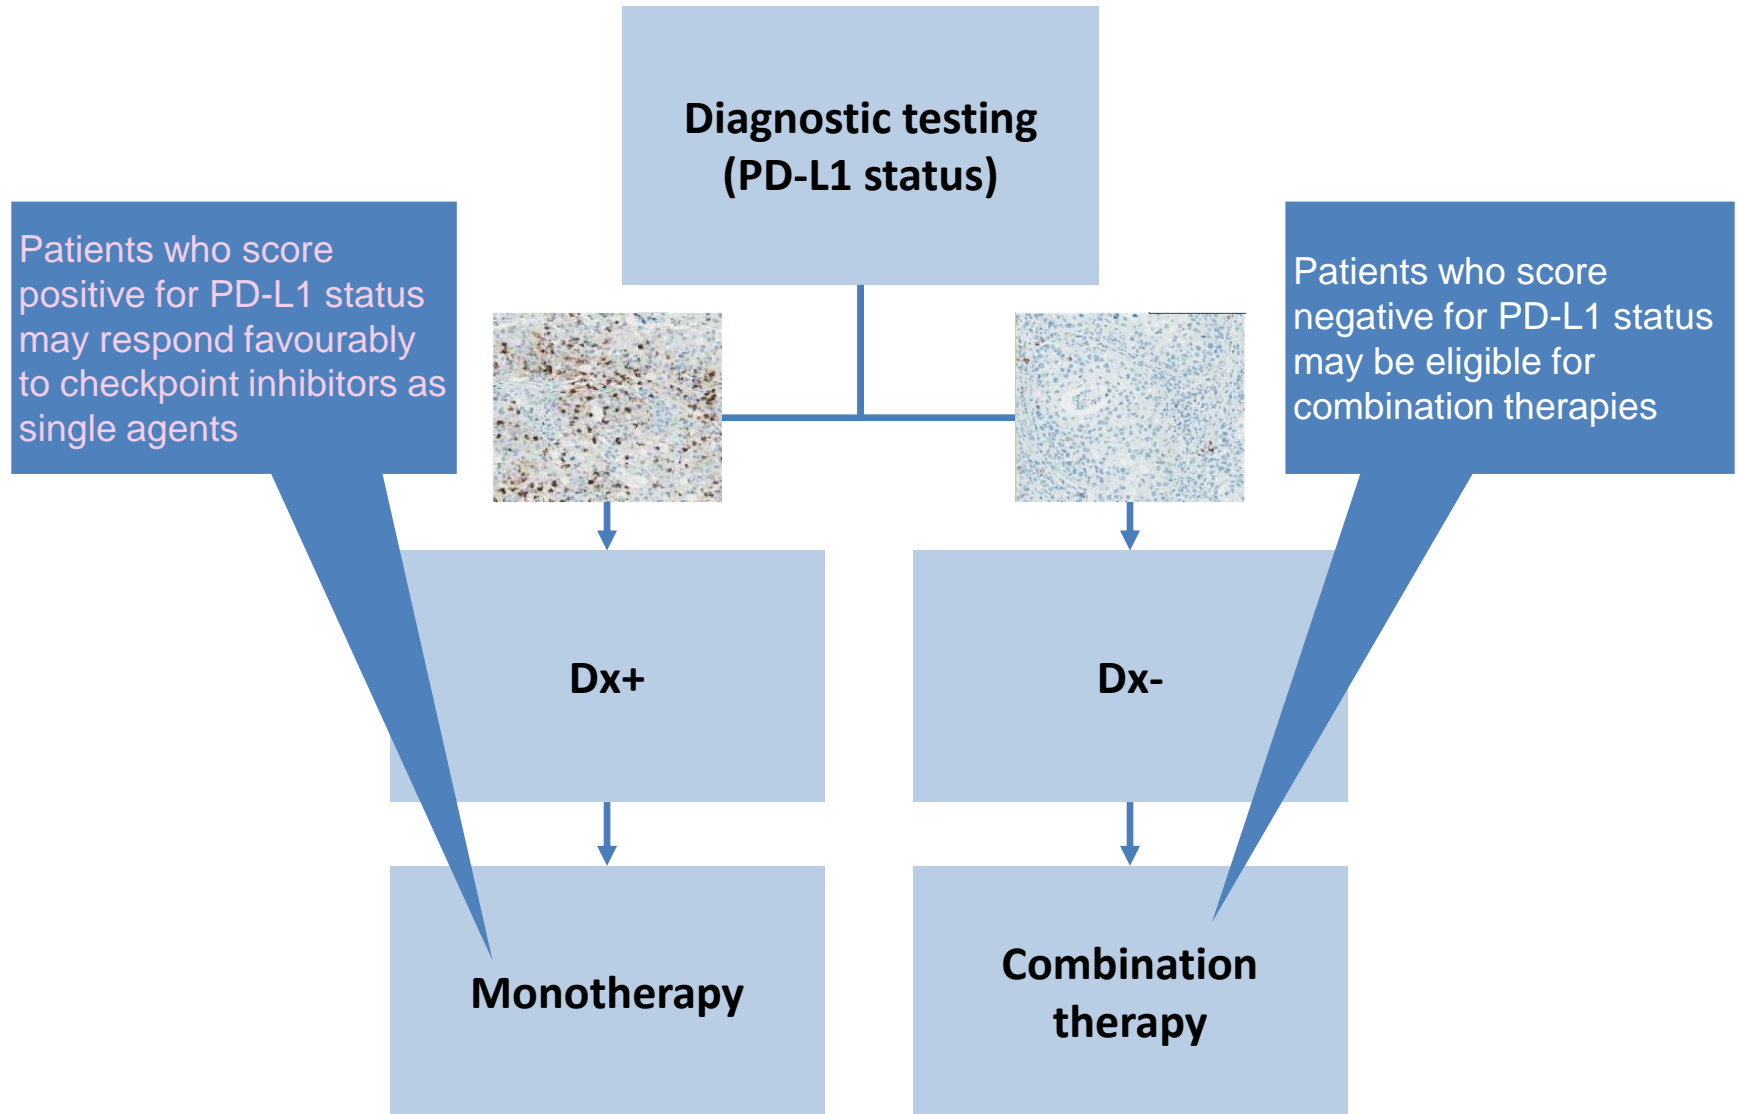 Diagnostic testing
(PD-L1 status)
Patients who score
positive for PD-L1 status
may respond favourably
to checkpoint inhibitors as
single agents
Patients who score
negative for PD-L1 status
may be eligible for
combination therapies
Dx+
Dx-
Monotherapy
Combination
therapy